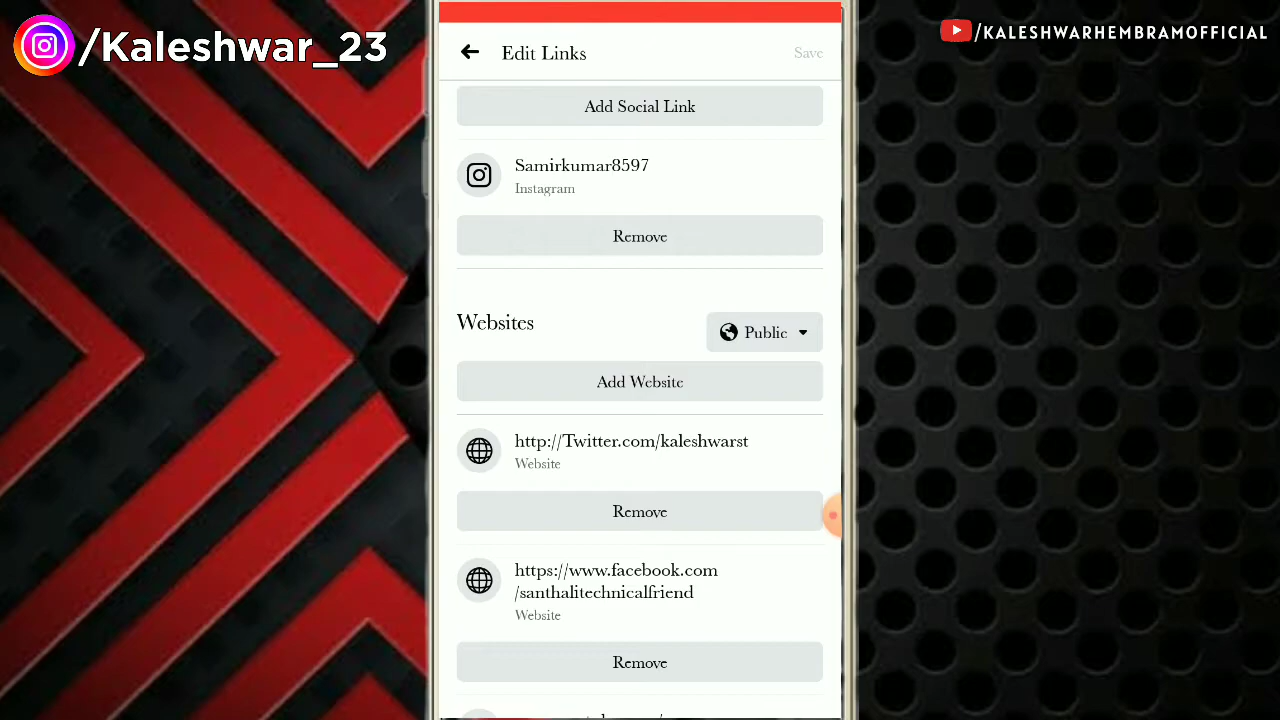 /Kaleshwar_23
/KALESHWARHEMBRAMOFFICIAL
Edit Links
Save
Add Social Link
Samirkumar8597
Instagram
Remove
Websites
Public
Add Website
http://Twitter.com/kaleshwarst
Website
Remove
https://www.facebook.com
/santhalitechnicalfriend
Website
Remove